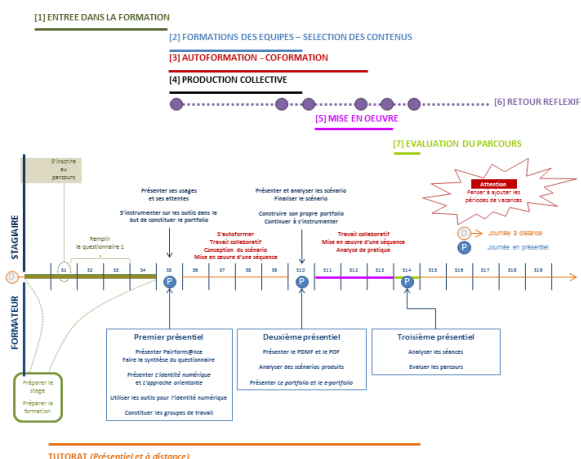 [1] ENTREE DANS LA FORMATION
[2] FORMATIONS DES EQUIPES – SELECTION DES CONTENUS
[3] AUTOFORMATION - COFORMATION
[4] PRODUCTION COLLECTIVE
[6] RETOUR REFLEXIF
[5] MISE EN OEUVRE
[7] EVALUATION DU PARCOURS
S'inscrire
au
parcours
Présenter ses usages
et ses attentes
S'instrumenter sur les outils dans le
but de constituer le portfolio
Présenter et analyser les scénario
Finaliser le scénario
Construire son propre portfolio
Continuer à s'instrumenter
Attention
Penser à ajouter les
périodes de vacances
STAGIAIRE
Remplir
le questionnaire 1
S'autoformer
Travail collaboratif
Conception du scénario
Mise en œuvre d'une séquence
Travail collaboratif
Mise en œuvre d'une séquence
Analyse de pratique
D Journée à distance
P Journée en présentiel
D S1 S2 S3 S4 S5 S6 S7 S8 S9 S10 S11 S12 S13 S14 S15 S16 S17 S18 S19
P P P
FORMATEUR
Premier présentiel
Présenter Pairform@nce
Faire la synthèse du questionnaire
Présenter L'identité numérique
et L'approche orientante
Utiliser les outils pour l'identité numérique
Constituer les groupes de travail
Deuxième présentiel
Présenter le PDMF et le POF
Analyser des scénarios produits
Présenter Le portfolio et le e-portfolio
Troisième présentiel
Analyser les séances
Evaluer les parcours
Préparer le
stage
Préparer la
formation
TUTORAT (Présentiel et à distance)